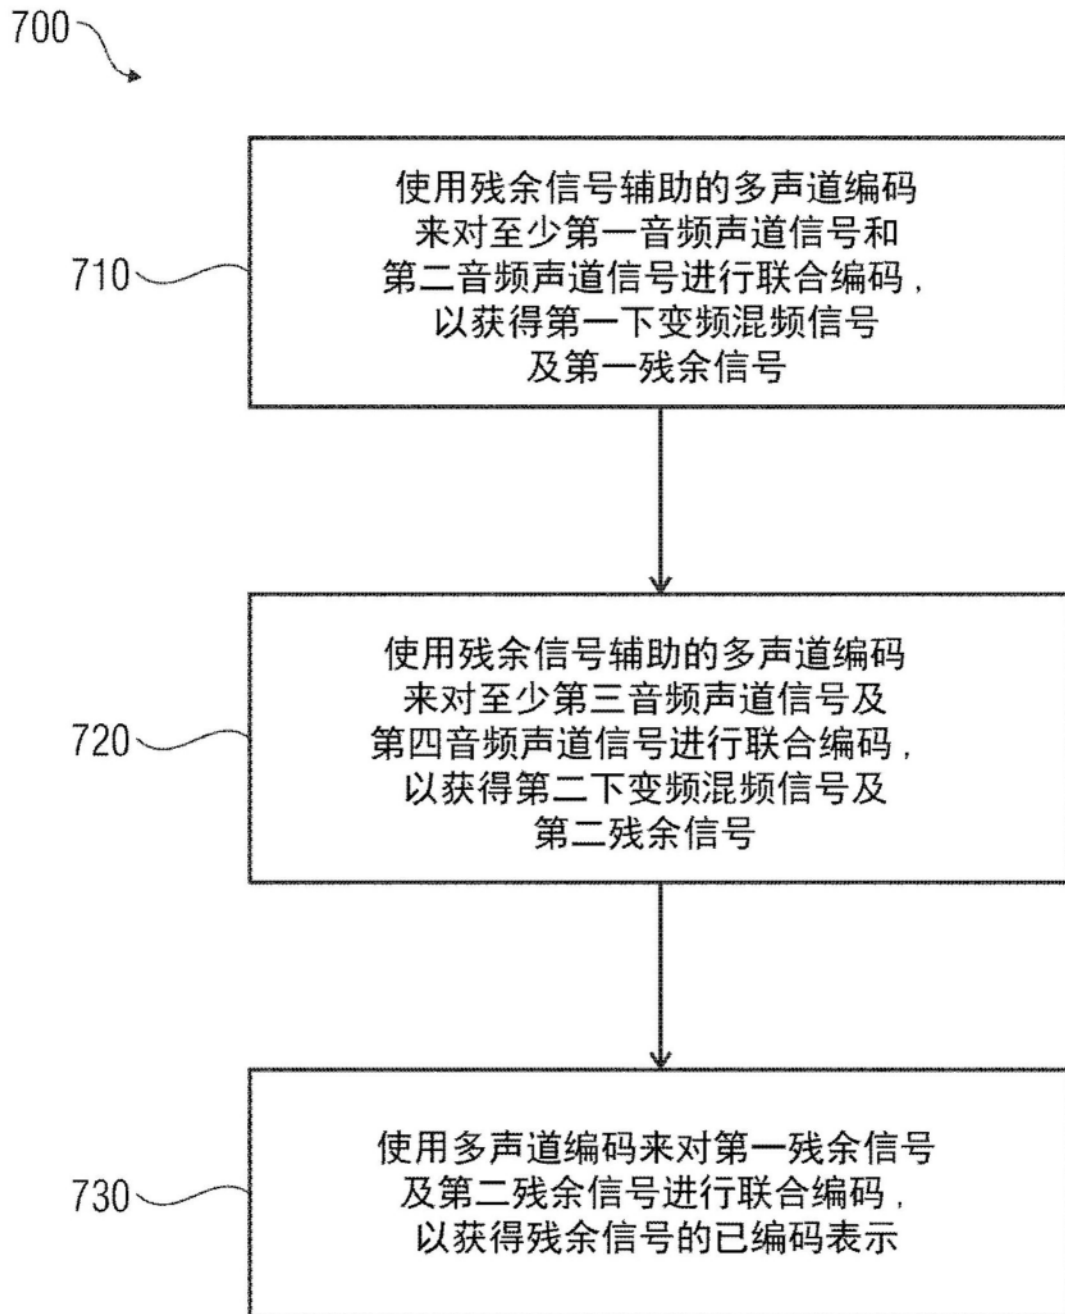 700
710
使用残余信号辅助的多声道编码
来对至少第一音频声道信号和
第二音频声道信号进行联合编码,
以获得第一下变频混频信号
及第一残余信号
720
使用残余信号辅助的多声道编码
来对至少第三音频声道信号及
第四音频声道信号进行联合编码,
以获得第二下变频混频信号及
第二残余信号
730
使用多声道编码来对第一残余信号
及第二残余信号进行联合编码,
以获得残余信号的已编码表示